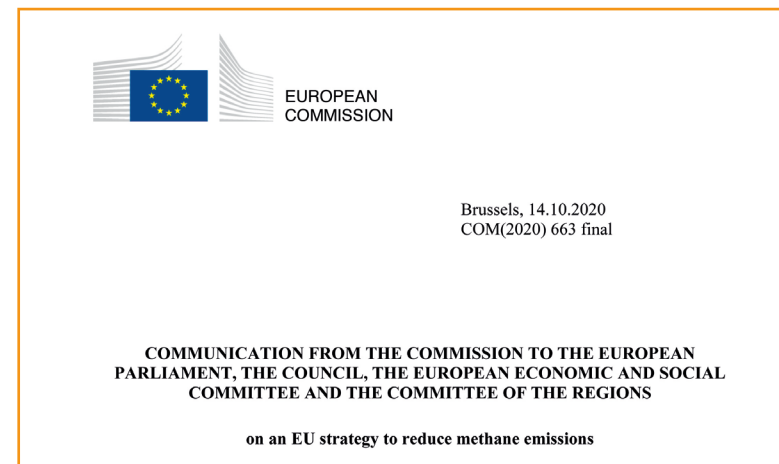 EUROPEAN
COMMISSION
Brussels, 14.10.2020
COM(2020) 663 final
COMMUNICATION FROM THE COMMISSION TO THE EUROPEAN
PARLIAMENT, THE COUNCIL, THE EUROPEAN ECONOMIC AND SOCIAL
COMMITTEE AND THE COMMITTEE OF THE REGIONS
on an EU strategy to reduce methane emissions